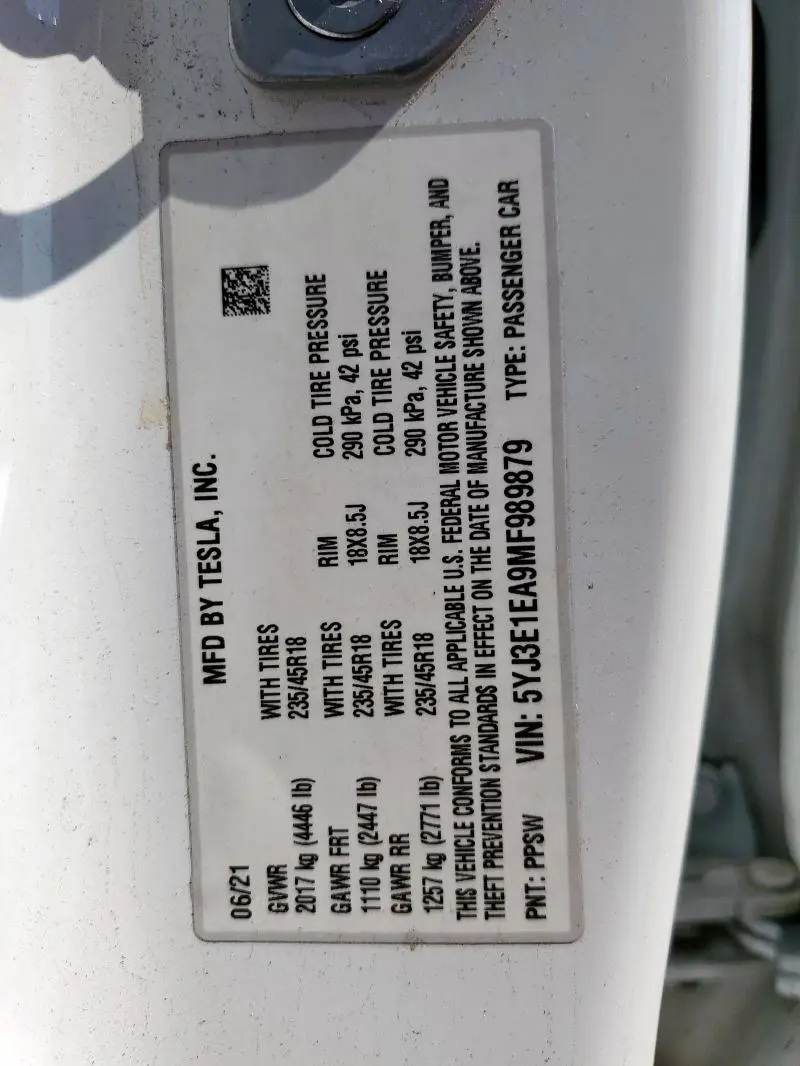 MFD BY TESLA, INC.
06/21
GVWR WITH TIRES
2017 kg (4446 lb) 235/45R18
GAWR FRT WITH TIRES RIM COLD TIRE PRESSURE
1110 kg (2447 lb) 235/45R18 18X8.5J 290 kPa, 42 psi
GAWR RR WITH TIRES RIM COLD TIRE PRESSURE
1257 kg (2771 lb) 235/45R18 18X8.5J 290 kPa, 42 psi
THIS VEHICLE CONFORMS TO ALL APPLICABLE U.S. FEDERAL MOTOR VEHICLE SAFETY, BUMPER, AND
THEFT PREVENTION STANDARDS IN EFFECT ON THE DATE OF MANUFACTURE SHOWN ABOVE.
PNT: PPSW VIN: 5YJ3E1EA9MF989879 TYPE: PASSENGER CAR